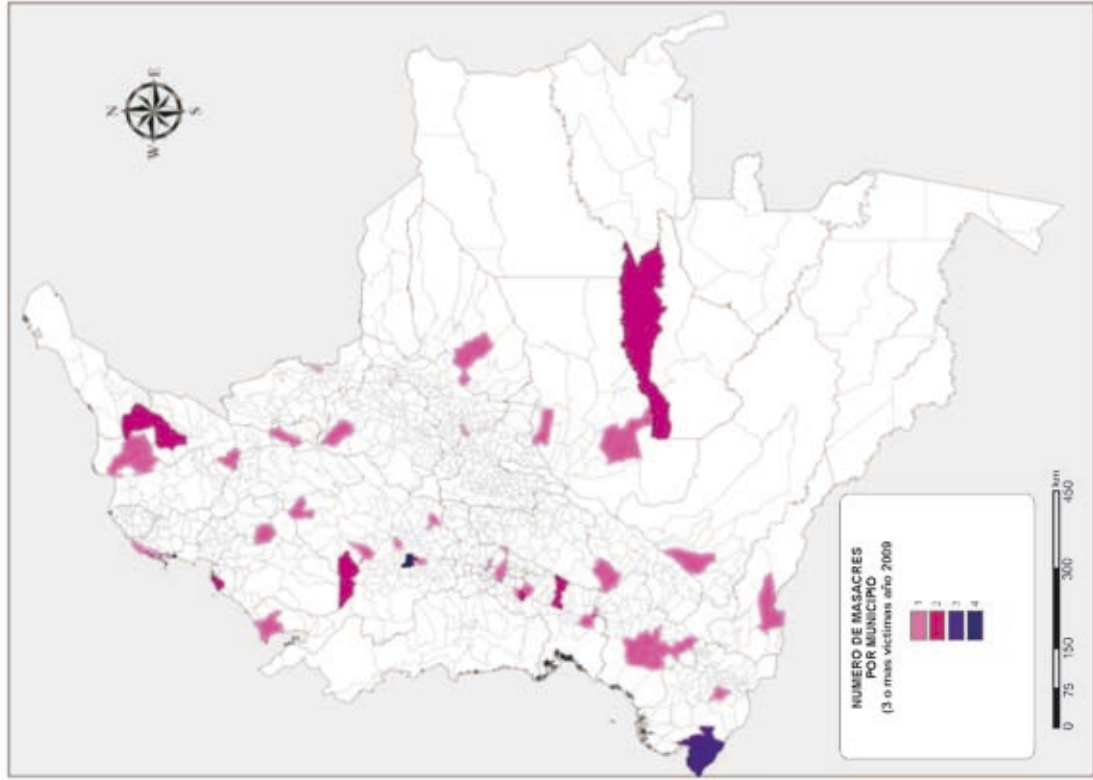 N
E
S
W
NUMERO DE MASACRES
POR MUNICIPIO
(3 o mas victimas año 2009
1
2
3
4
0 75 150 300 450
km